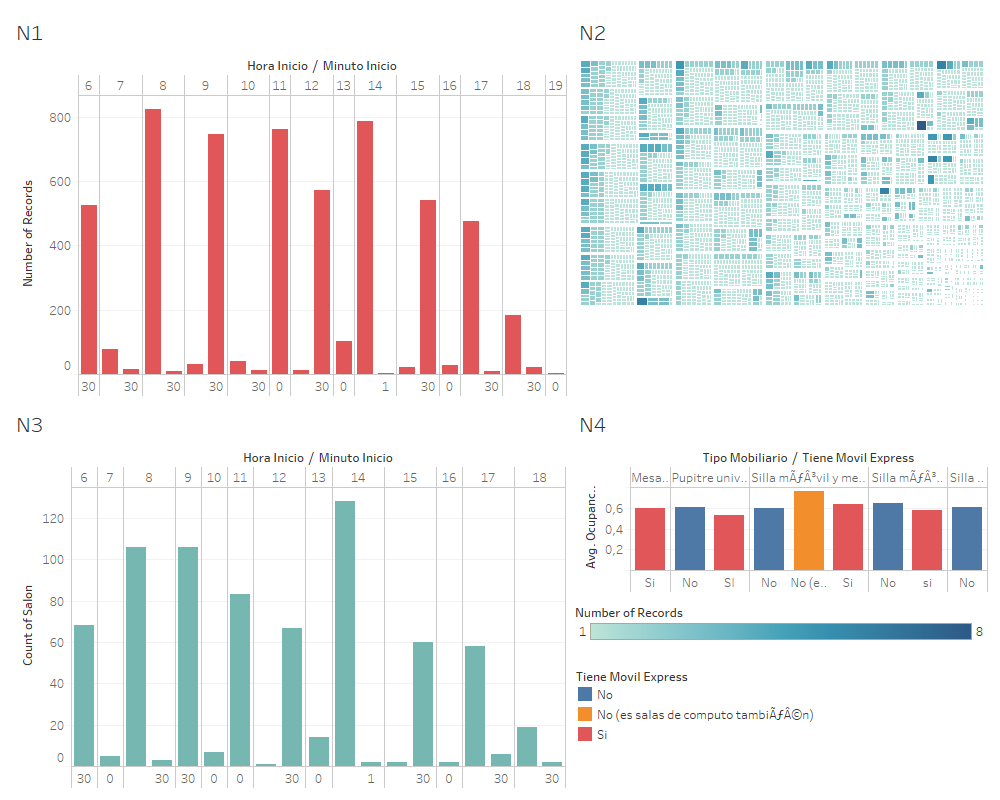 N1
Hora Inicio / Minuto Inicio
6 7 8 9 10 11 12 13 14 15 16 17 18 19
Number of Records
800
600
400
200
0
30 30 30 30 30 0 30 0 1 30 0 30 30 0
N2
N3
Hora Inicio / Minuto Inicio
6 7 8 9 10 11 12 13 14 15 16 17 18
Count of Salon
120
100
80
60
40
20
0
30 0 30 30 0 0 30 0 1 30 0 30 30
N4
Tipo Mobiliario / Tiene Movil Express
Mesa.. Pupitre univ.. Silla mÃƒÂ³vil y me.. Silla mÃƒÂ³.. Silla ..
Avg. Ocupanc..
0,6
0,4
0,2
Si No SI No No (e.. Si No si No
Number of Records
1 8
Tiene Movil Express
No
No (es salas de computo tambiÃƒÂ©n)
Si